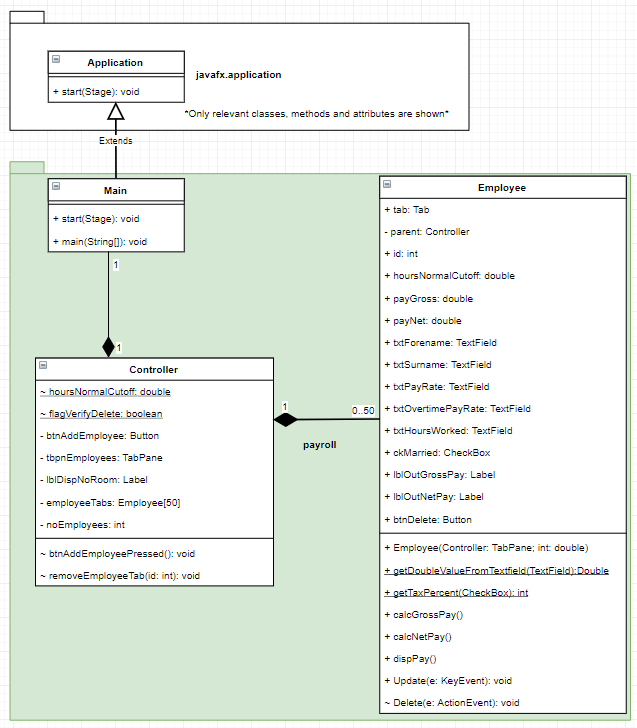 Application
+ start(Stage): void
javafx.application
*Only relevant classes, methods and attributes are shown*
Extends
Main
+ start(Stage): void
+ main(String[]): void
1
1
Controller
~ hoursNormalCutoff: double
~ flagVerifyDelete: boolean
- btnAddEmployee: Button
- tbpnEmployees: TabPane
- lblDispNoRoom: Label
- employeeTabs: Employee[50]
- noEmployees: int
~ btnAddEmployeePressed(): void
~ removeEmployeeTab(id: int): void
1
0..50
payroll
Employee
+ tab: Tab
- parent: Controller
+ id: int
+ hoursNormalCutoff: double
+ payGross: double
+ payNet: double
+ txtForename: TextField
+ txtSurname: TextField
+ txtPayRate: TextField
+ txtOvertimePayRate: TextField
+ txtHoursWorked: TextField
+ ckMarried: CheckBox
+ lblOutGrossPay: Label
+ lblOutNetPay: Label
+ btnDelete: Button
+ Employee(Controller: TabPane; int: double)
+ getDoubleValueFromTextfield(TextField):Double
+ getTaxPercent(CheckBox): int
+ calcGrossPay()
+ calcNetPay()
+ dispPay()
+ Update(e: KeyEvent): void
~ Delete(e: ActionEvent): void